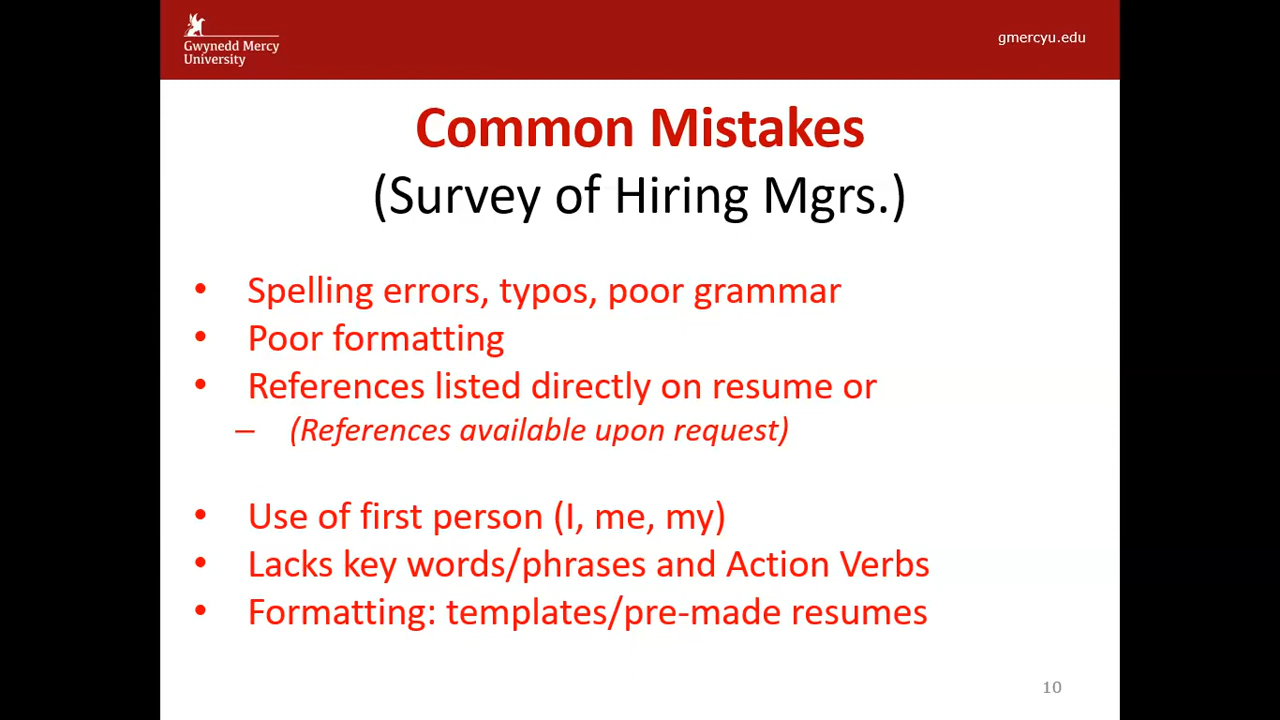 Gwynedd Mercy
University
gmercyu.edu
Common Mistakes
(Survey of Hiring Mgrs.)
• Spelling errors, typos, poor grammar
• Poor formatting
• References listed directly on resume or
– (References available upon request)
• Use of first person (I, me, my)
• Lacks key words/phrases and Action Verbs
• Formatting: templates/pre-made resumes
10